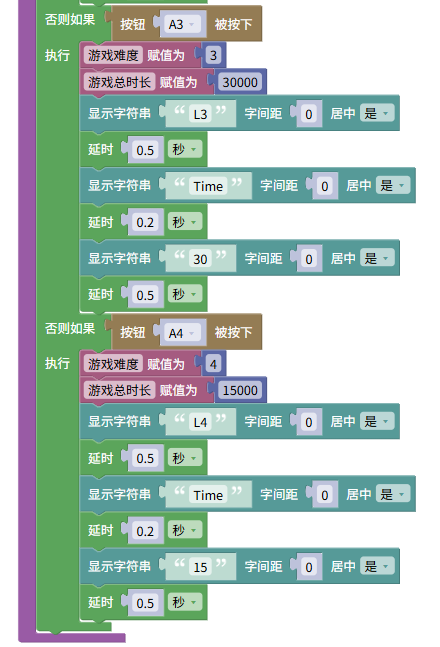 否则如果 按钮 A3 被按下
执行 游戏难度 赋值为 3
游戏总时长 赋值为 30000
显示字符串 “ L3 ” 字间距 0 居中 是
延时 0.5 秒
显示字符串 “ Time ” 字间距 0 居中 是
延时 0.2 秒
显示字符串 “ 30 ” 字间距 0 居中 是
延时 0.5 秒
否则如果 按钮 A4 被按下
执行 游戏难度 赋值为 4
游戏总时长 赋值为 15000
显示字符串 “ L4 ” 字间距 0 居中 是
延时 0.5 秒
显示字符串 “ Time ” 字间距 0 居中 是
延时 0.2 秒
显示字符串 “ 15 ” 字间距 0 居中 是
延时 0.5 秒